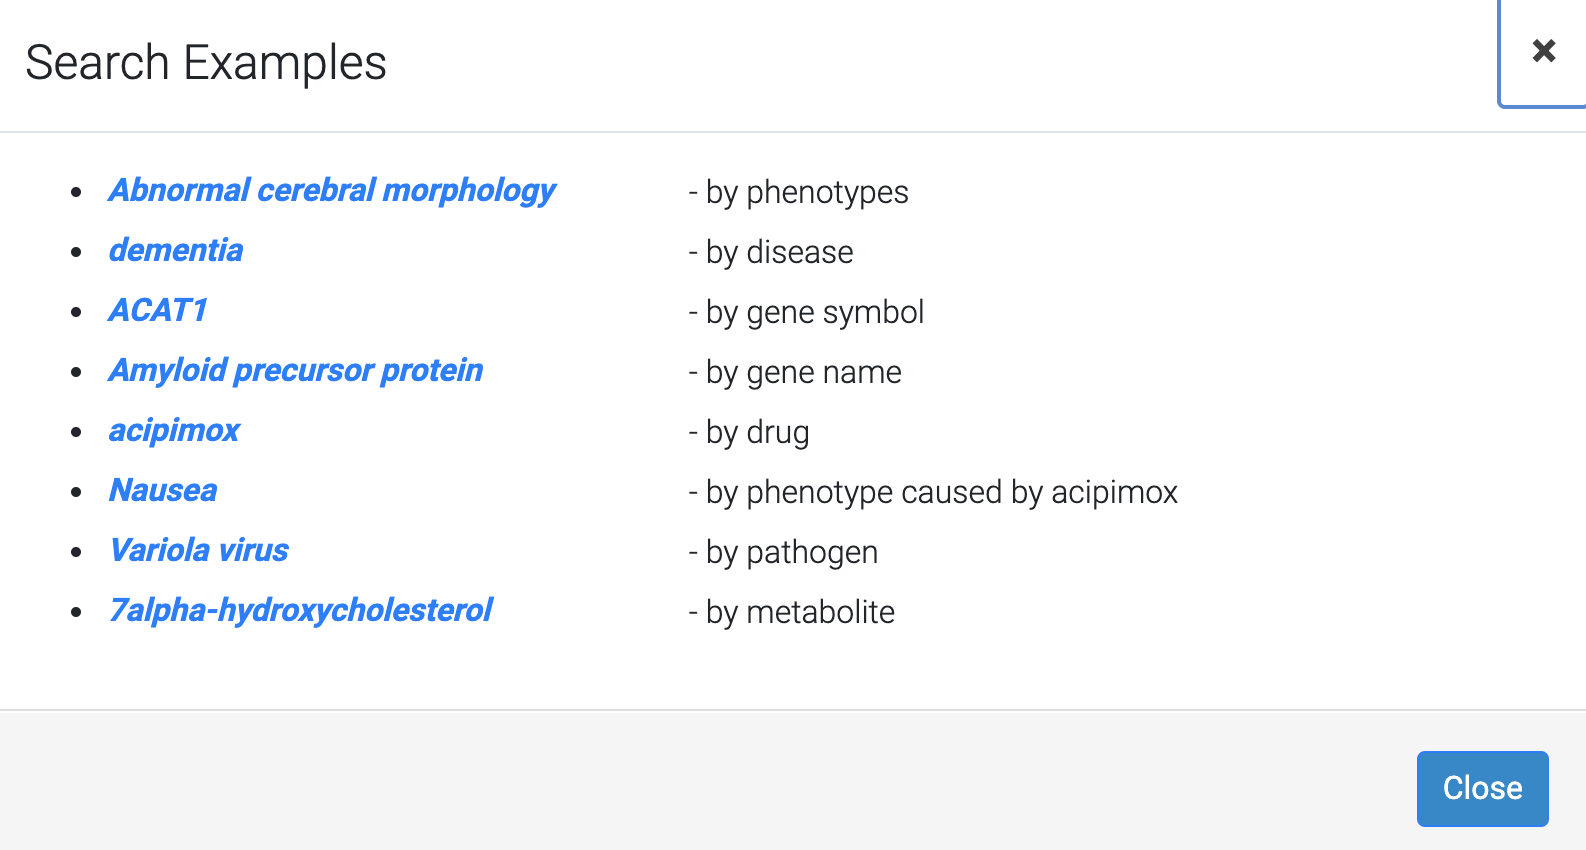 Search Examples
×
• Abnormal cerebral morphology - by phenotypes
• dementia - by disease
• ACAT1 - by gene symbol
• Amyloid precursor protein - by gene name
• acipimox - by drug
• Nausea - by phenotype caused by acipimox
• Variola virus - by pathogen
• 7alpha-hydroxycholesterol - by metabolite
Close